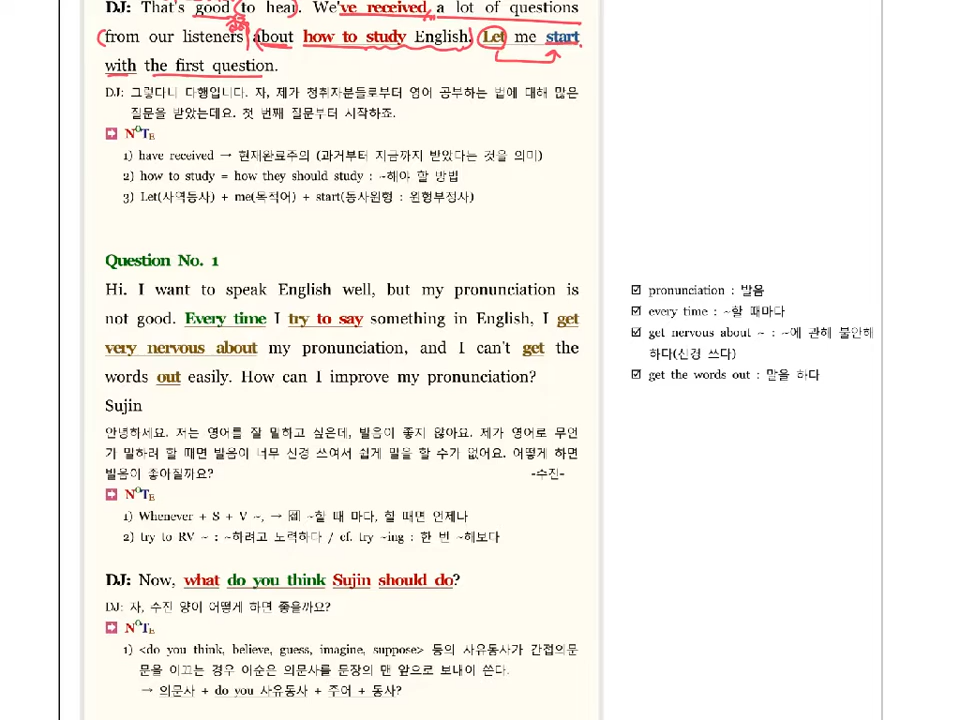 DJ: That's good to hear. We've received a lot of questions
from our listeners about how to study English. Let me start
with the first question.
DJ: 그렇다니 다행입니다. 자, 제가 청취자분들로부터 영어 공부하는 법에 대해 많은
질문을 받았는데요. 첫 번째 질문부터 시작하죠.
NOTE
1) have received → 현재완료주의 (과거부터 지금까지 받았다는 것을 의미)
2) how to study = how they should study : ~해야 할 방법
3) Let(사역동사) + me(목적어) + start(동사원형 : 원형부정사)
Question No. 1
Hi. I want to speak English well, but my pronunciation is
not good. Every time I try to say something in English, I get
very nervous about my pronunciation, and I can't get the
words out easily. How can I improve my pronunciation?
Sujin
안녕하세요. 저는 영어를 잘 말하고 싶은데, 발음이 좋지 않아요. 제가 영어로 무언
가 말하려 할 때면 발음이 너무 신경 쓰여서 쉽게 말을 할 수가 없어요. 어떻게 하면
발음이 좋아질까요? -수진-
NOTE
1) Whenever + S + V ~, → ~할 때 마다, 할 때면 언제나
2) try to RV ~ : ~하려고 노력하다 / cf. try ~ing : 한 번 ~해보다
DJ: Now, what do you think Sujin should do?
DJ: 자, 수진 양이 어떻게 하면 좋을까요?
NOTE
1) <do you think, believe, guess, imagine, suppose> 등의 사유동사가 간접의문
문을 이끄는 경우 어순은 의문사를 문장의 맨 앞으로 보내어 쓴다.
→ 의문사 + do you 사유동사 + 주어 + 동사?
☑ pronunciation : 발음
☑ every time : ~할 때마다
☑ get nervous about ~ : ~에 관해 불안해
하다(신경 쓰다)
☑ get the words out : 말을 하다